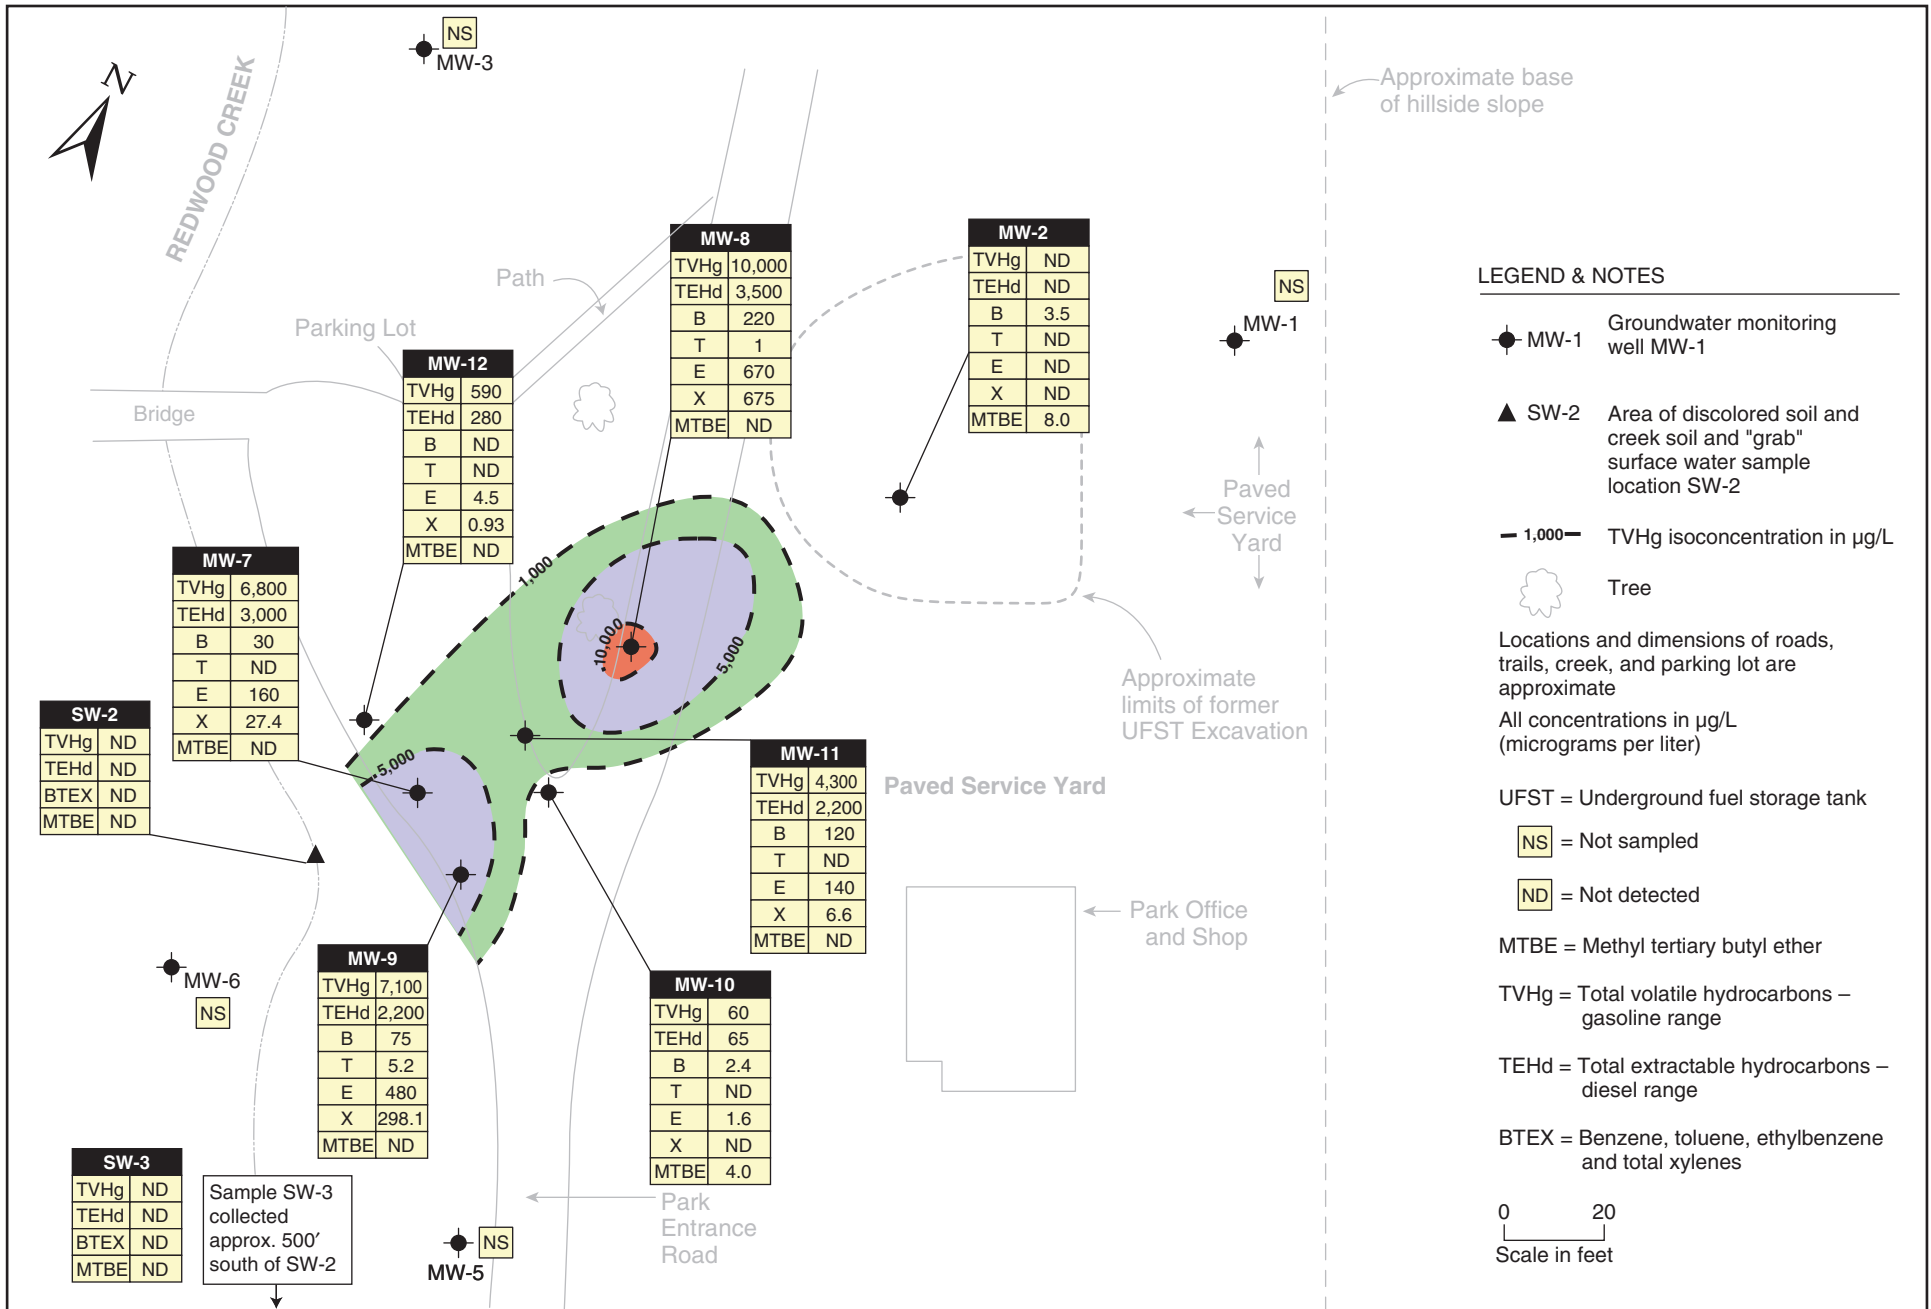 NS
MW-3
N
REDWOOD CREEK
Approximate base
of hillside slope
Path
Parking Lot
Bridge
MW-8
TVHg 10,000
TEHd 3,500
B 220
T 1
E 670
X 675
MTBE ND
MW-2
TVHg ND
TEHd ND
B 3.5
T ND
E ND
X ND
MTBE 8.0
NS
MW-1
MW-12
TVHg 590
TEHd 280
B ND
T ND
E 4.5
X 0.93
MTBE ND
Paved
Service
Yard
MW-7
TVHg 6,800
TEHd 3,000
B 30
T ND
E 160
X 27.4
MTBE ND
1,000
10,000
5,000
5,000
SW-2
TVHg ND
TEHd ND
BTEX ND
MTBE ND
Approximate
limits of former
UFST Excavation
MW-11
TVHg 4,300
TEHd 2,200
B 120
T ND
E 140
X 6.6
MTBE ND
Paved Service Yard
Park Office
and Shop
MW-6
NS
MW-9
TVHg 7,100
TEHd 2,200
B 75
T 5.2
E 480
X 298.1
MTBE ND
MW-10
TVHg 60
TEHd 65
B 2.4
T ND
E 1.6
X ND
MTBE 4.0
SW-3
TVHg ND
TEHd ND
BTEX ND
MTBE ND
Sample SW-3
collected
approx. 500′
south of SW-2
NS
MW-5
Park
Entrance
Road
LEGEND & NOTES
MW-1 Groundwater monitoring
well MW-1
SW-2 Area of discolored soil and
creek soil and "grab"
surface water sample
location SW-2
1,000 TVHg isoconcentration in µg/L
Tree
Locations and dimensions of roads,
trails, creek, and parking lot are
approximate
All concentrations in µg/L
(micrograms per liter)
UFST = Underground fuel storage tank
NS = Not sampled
ND = Not detected
MTBE = Methyl tertiary butyl ether
TVHg = Total volatile hydrocarbons –
gasoline range
TEHd = Total extractable hydrocarbons –
diesel range
BTEX = Benzene, toluene, ethylbenzene
and total xylenes
0 20
Scale in feet